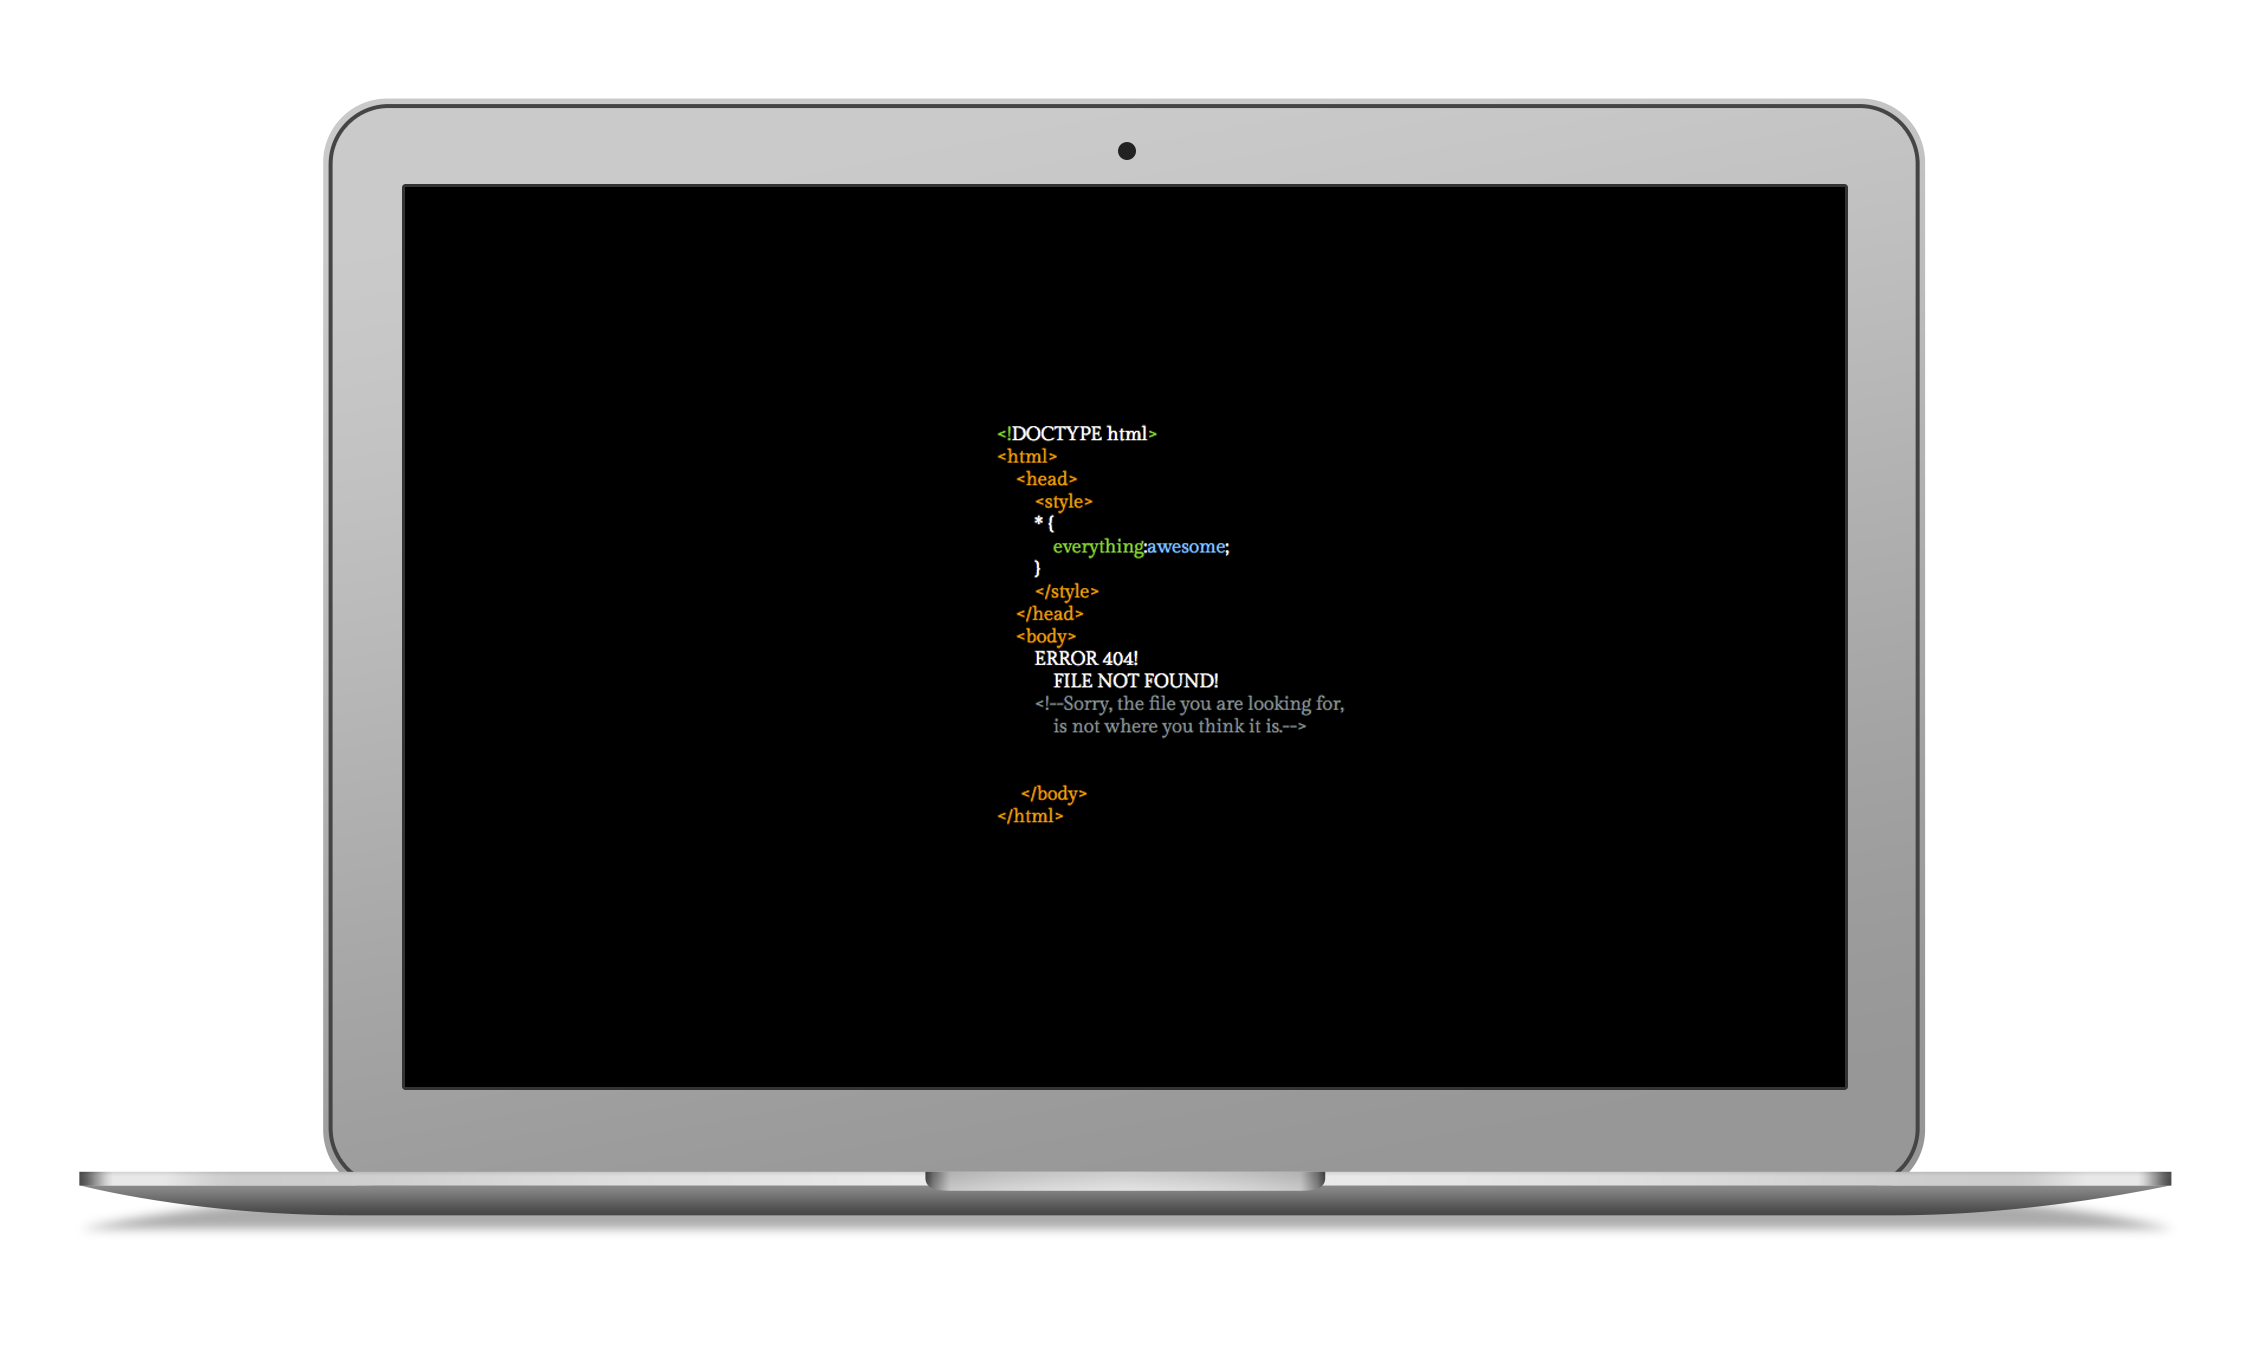 <!DOCTYPE html>
<html>
<head>
<style>
* {
everything:awesome;
}
</style>
</head>
<body>
ERROR 404!
FILE NOT FOUND!
<!--Sorry, the file you are looking for,
is not where you think it is.-->
</body>
</html>